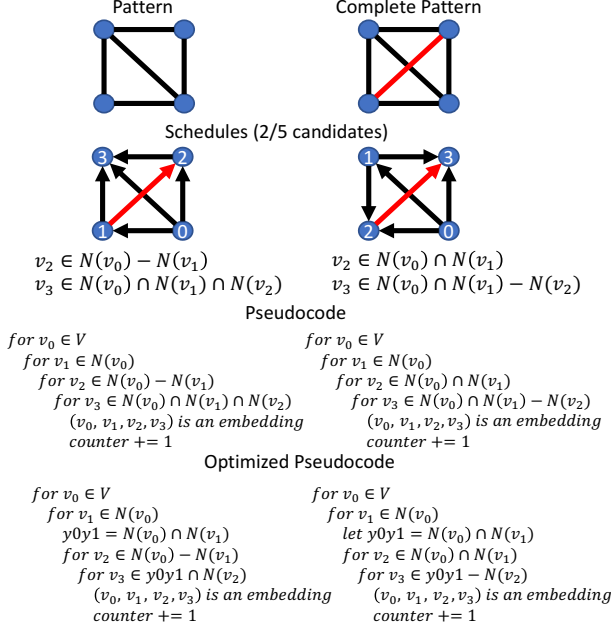 Pattern
Complete Pattern
Schedules (2/5 candidates)
3 2
1 0
1 3
2 0
v₂ ∈ N(v₀) − N(v₁)
v₃ ∈ N(v₀) ∩ N(v₁) ∩ N(v₂)
v₂ ∈ N(v₀) ∩ N(v₁)
v₃ ∈ N(v₀) ∩ N(v₁) − N(v₂)
Pseudocode
for v₀ ∈ V
for v₁ ∈ N(v₀)
for v₂ ∈ N(v₀) − N(v₁)
for v₃ ∈ N(v₀) ∩ N(v₁) ∩ N(v₂)
(v₀, v₁, v₂, v₃) is an embedding
counter += 1
for v₀ ∈ V
for v₁ ∈ N(v₀)
for v₂ ∈ N(v₀) ∩ N(v₁)
for v₃ ∈ N(v₀) ∩ N(v₁) − N(v₂)
(v₀, v₁, v₂, v₃) is an embedding
counter += 1
Optimized Pseudocode
for v₀ ∈ V
for v₁ ∈ N(v₀)
y0y1 = N(v₀) ∩ N(v₁)
for v₂ ∈ N(v₀) − N(v₁)
for v₃ ∈ y0y1 ∩ N(v₂)
(v₀, v₁, v₂, v₃) is an embedding
counter += 1
for v₀ ∈ V
for v₁ ∈ N(v₀)
let y0y1 = N(v₀) ∩ N(v₁)
for v₂ ∈ N(v₀) ∩ N(v₁)
for v₃ ∈ y0y1 − N(v₂)
(v₀, v₁, v₂, v₃) is an embedding
counter += 1